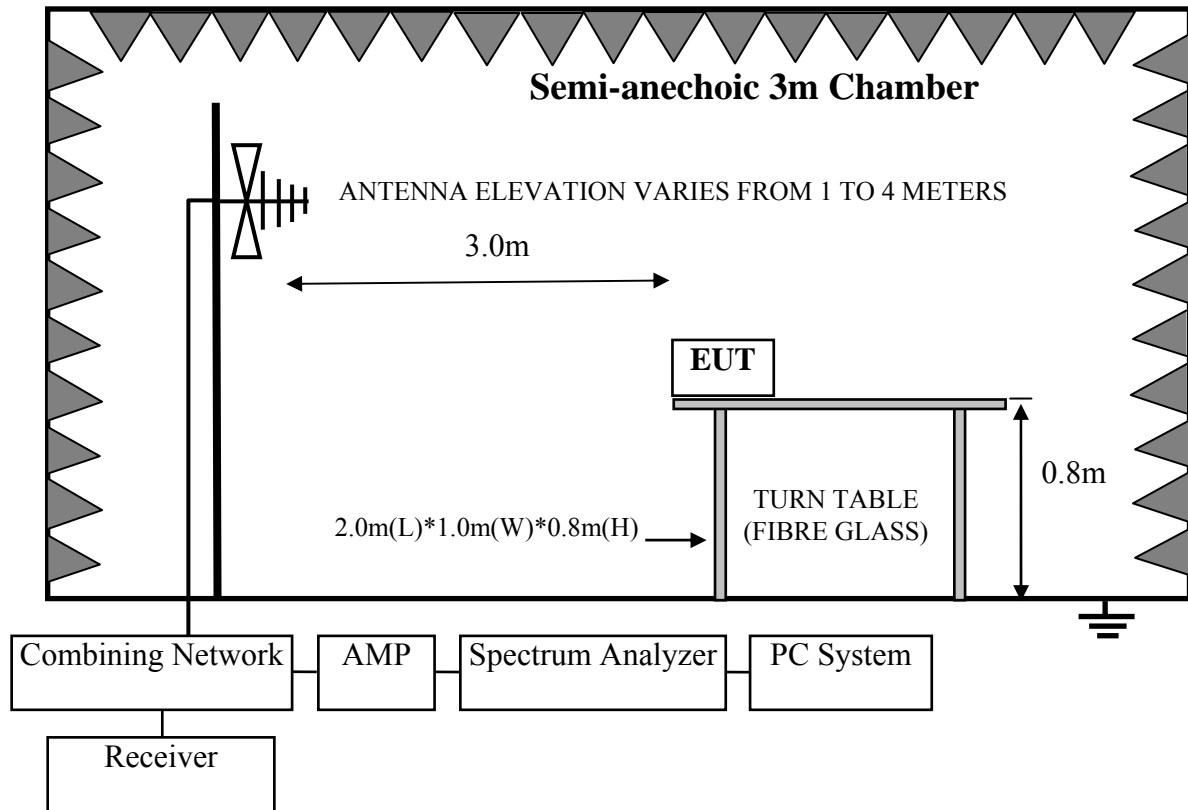 Semi-anechoic 3m Chamber
ANTENNA ELEVATION VARIES FROM 1 TO 4 METERS
3.0m
EUT
0.8m
TURN TABLE
(FIBRE GLASS)
2.0m(L)*1.0m(W)*0.8m(H)
Combining Network
AMP
Spectrum Analyzer
PC System
Receiver